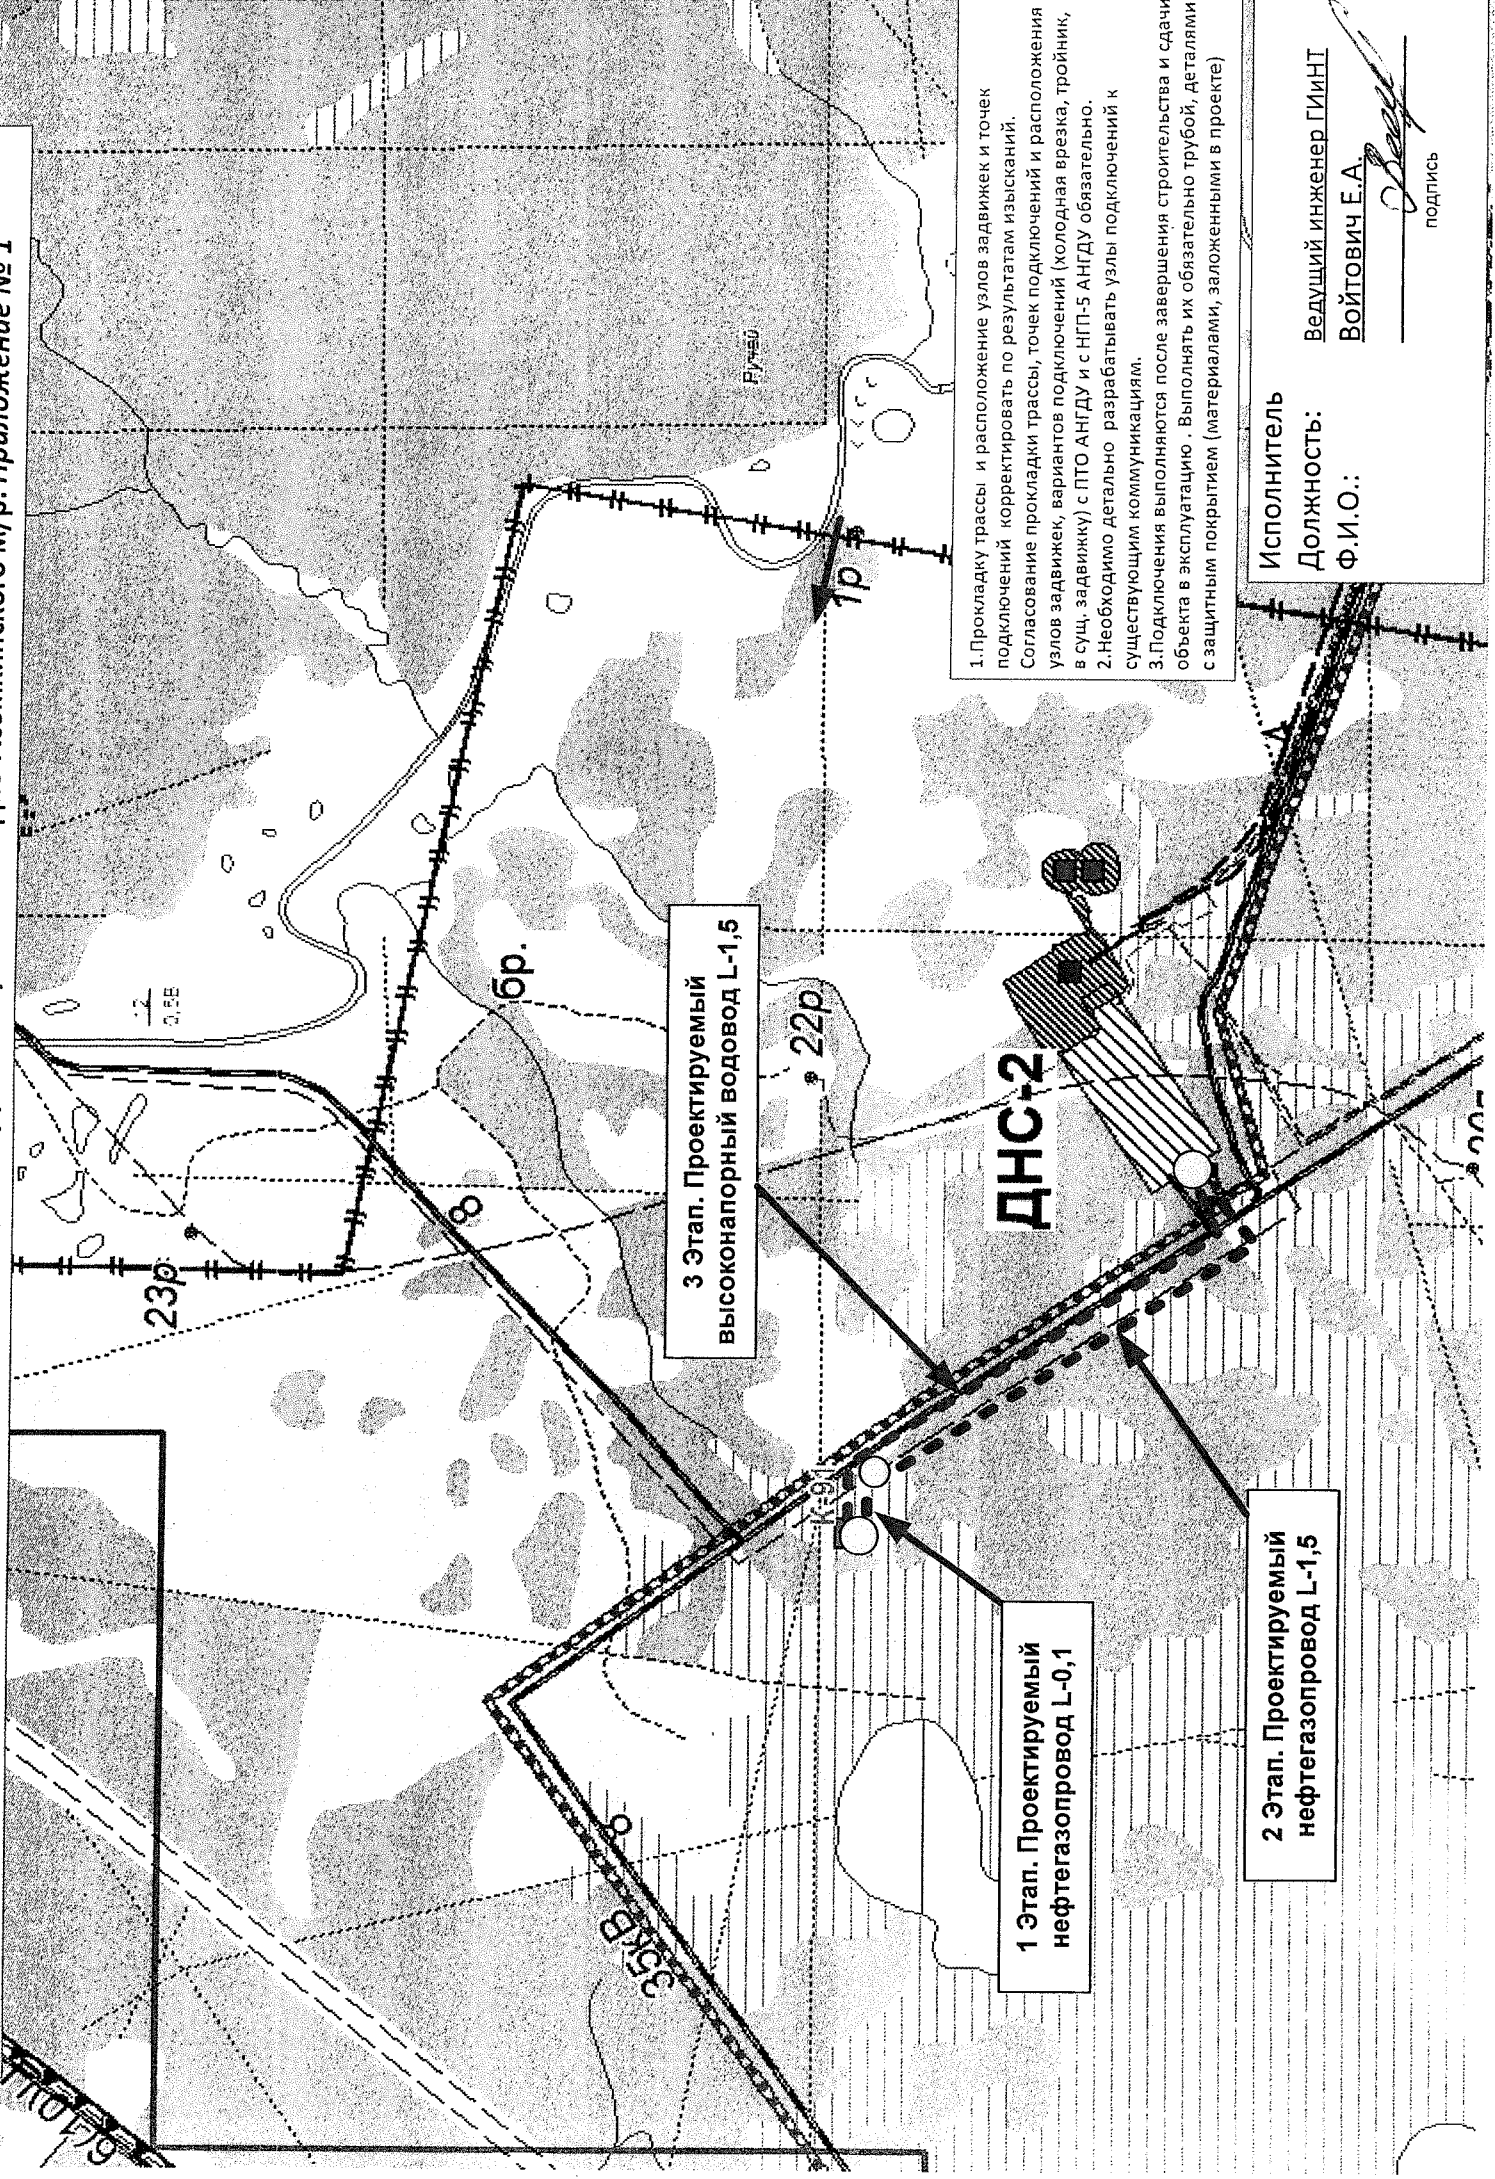 Приложение № 1
1.Прокладку трассы и расположение узлов задвижек и точек
подключений корректировать по результатам изысканий.
Согласование прокладки трассы, точек подключений и расположения
узлов задвижек, вариантов подключений (холодная врезка, тройник,
в сущ. задвижку) с ПТО АНГДУ и с НГП-5 АНГДУ обязательно.
2.Необходимо детально разрабатывать узлы подключений к
существующим коммуникациям.
3.Подключения выполняются после завершения строительства и сдачи
объекта в эксплуатацию. Выполнять их обязательно трубой, деталями
с защитным покрытием (материалами, заложенными в проекте)
Исполнитель
Должность: Ведущий инженер ГИиНТ
Ф.И.О.: Войтович Е.А.
подпись
Ручей
1р
бр.
0,5В
22р
23р
8
ДНС-2
3 Этап. Проектируемый
высоконапорный водовод L-1,5
К-91
1 Этап. Проектируемый
нефтегазопровод L-0,1
2 Этап. Проектируемый
нефтегазопровод L-1,5
8
35кВ